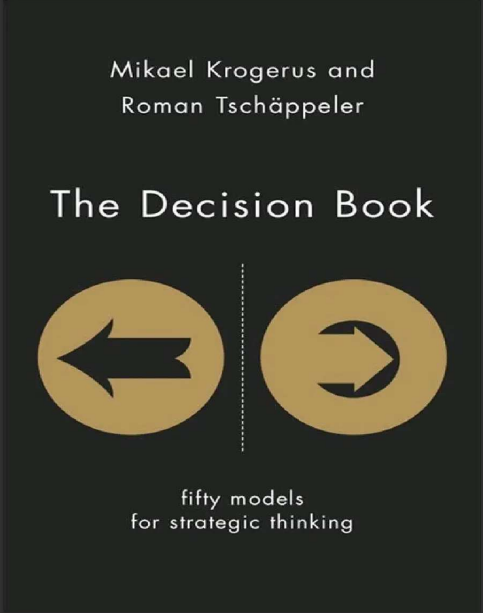 Mikael Krogerus and
Roman Tschäppeler
The Decision Book
fifty models
for strategic thinking